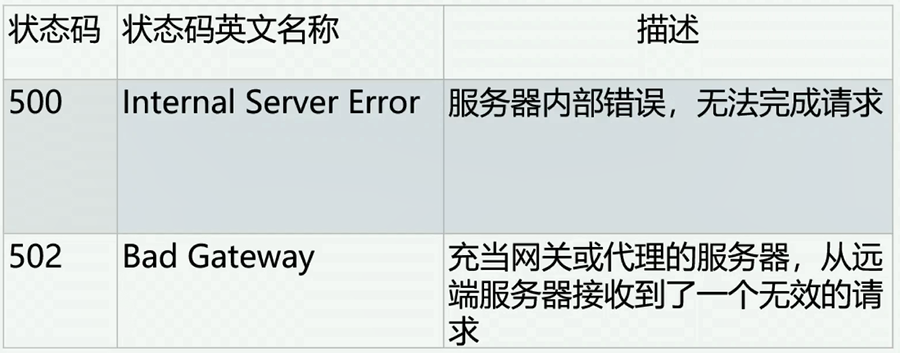 状态码 状态码英文名称 描述
500 Internal Server Error 服务器内部错误，无法完成请求
502 Bad Gateway 充当网关或代理的服务器，从远
端服务器接收到了一个无效的请
求